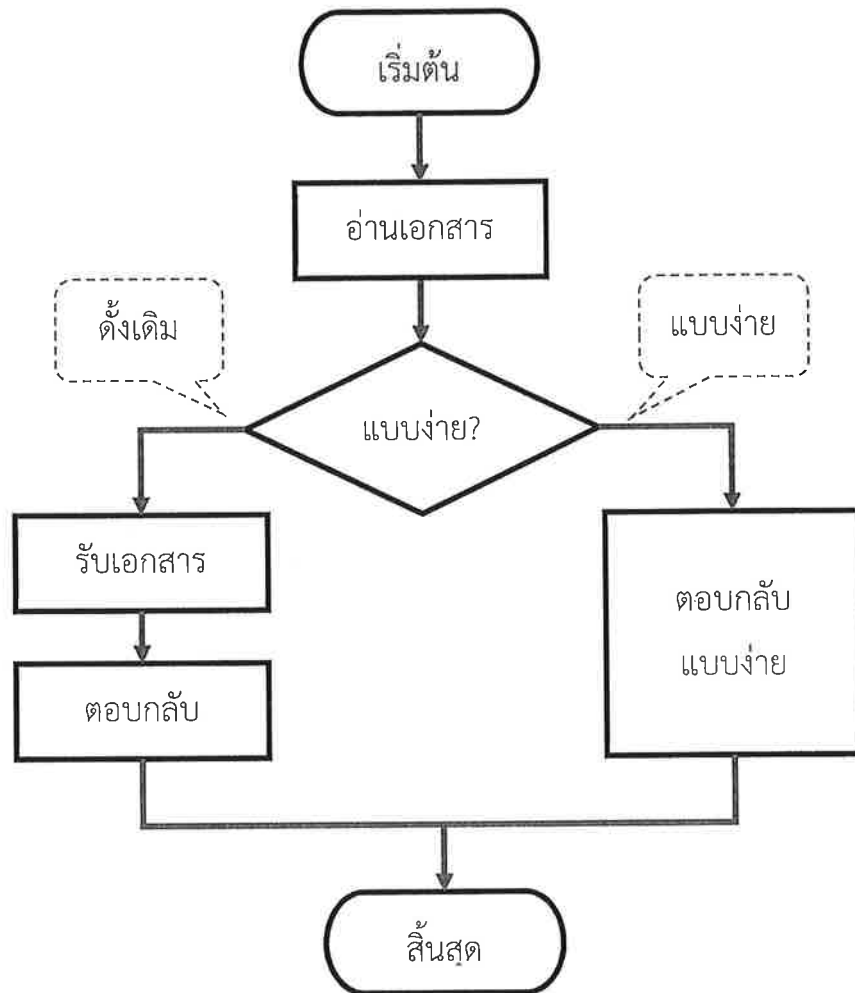 เริ่มต้น
อ่านเอกสาร
ดั้งเดิม
แบบง่าย
แบบง่าย?
รับเอกสาร
ตอบกลับ
ตอบกลับ
แบบง่าย
สิ้นสุด